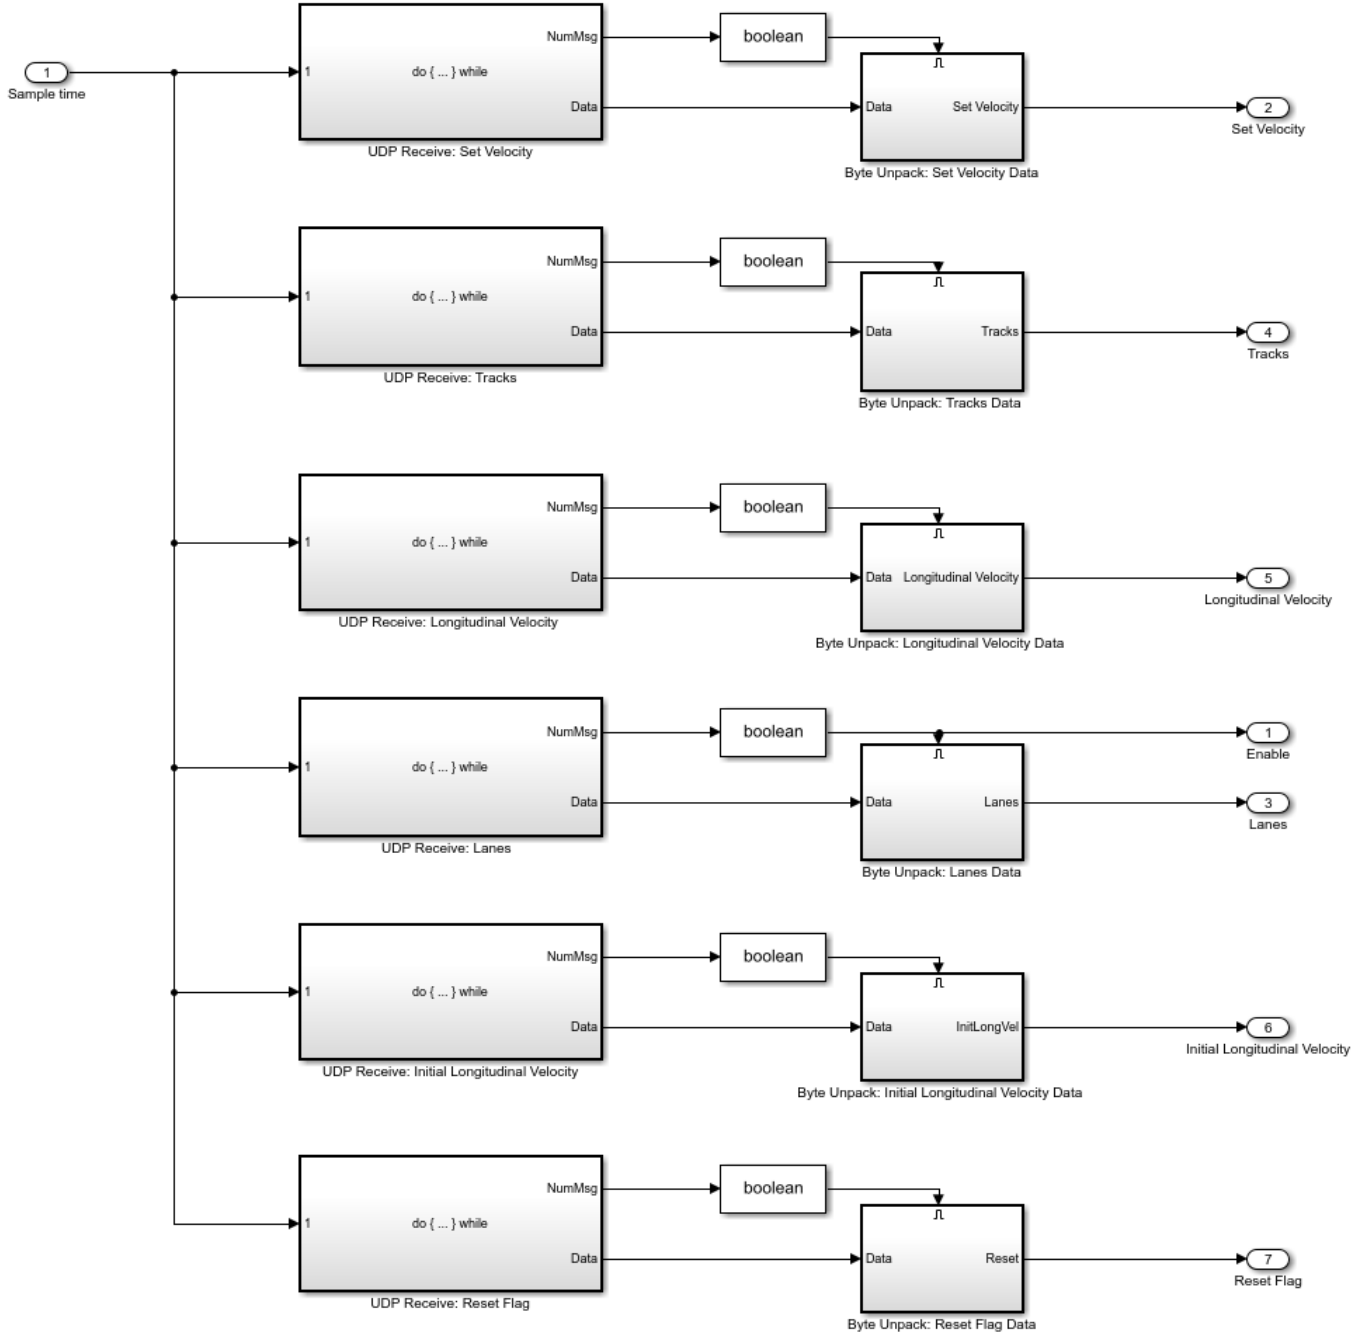 NumMsg
boolean
1
1
do { ... } while
Sample time
Data
Data
Set Velocity
2
Set Velocity
UDP Receive: Set Velocity
Byte Unpack: Set Velocity Data
NumMsg
boolean
1
do { ... } while
Data
Data
Tracks
4
Tracks
UDP Receive: Tracks
Byte Unpack: Tracks Data
NumMsg
boolean
1
do { ... } while
Data
Data
Longitudinal Velocity
5
Longitudinal Velocity
UDP Receive: Longitudinal Velocity
Byte Unpack: Longitudinal Velocity Data
NumMsg
boolean
1
Enable
1
do { ... } while
Data
Data
Lanes
3
Lanes
UDP Receive: Lanes
Byte Unpack: Lanes Data
NumMsg
boolean
1
do { ... } while
Data
Data
InitLongVel
6
Initial Longitudinal Velocity
UDP Receive: Initial Longitudinal Velocity
Byte Unpack: Initial Longitudinal Velocity Data
NumMsg
boolean
1
do { ... } while
Data
Data
Reset
7
Reset Flag
UDP Receive: Reset Flag
Byte Unpack: Reset Flag Data